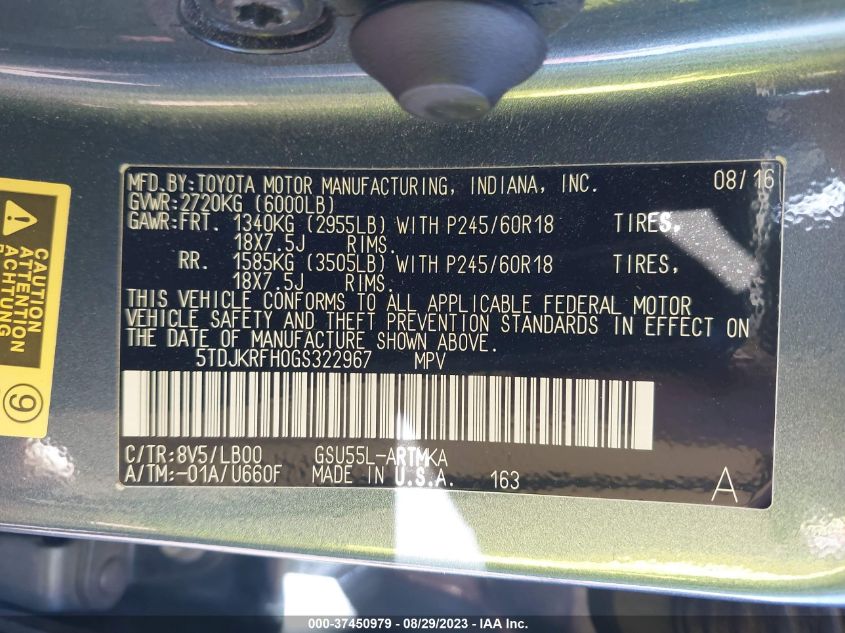 MFD.BY:TOYOTA MOTOR MANUFACTURING, INDIANA, INC. 08/16
GVWR:2720KG (6000LB)
GAWR:FRT. 1340KG (2955LB) WITH P245/60R18 TIRES,
18X7.5J RIMS.
RR. 1585KG (3505LB) WITH P245/60R18 TIRES,
18X7.5J RIMS.
THIS VEHICLE CONFORMS TO ALL APPLICABLE FEDERAL MOTOR
VEHICLE SAFETY AND THEFT PREVENTION STANDARDS IN EFFECT ON
THE DATE OF MANUFACTURE SHOWN ABOVE.
5TDJKRFH0GS322967 MPV
C/TR:8V5/LB00 GSU55L-ARTMKA
A/TM:-01A/U660F MADE IN U.S.A. 163 A
CAUTION
ATTENTION
ACHTUNG
9
000-37450979 - 08/29/2023 - IAA Inc.